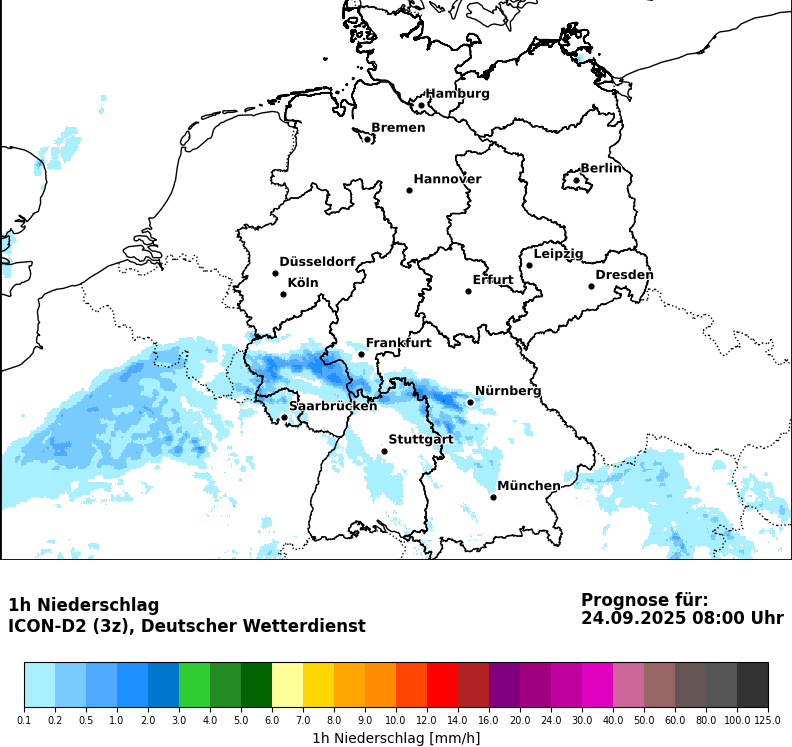 Hamburg
Bremen
Berlin
Hannover
Leipzig
Düsseldorf
Dresden
Köln
Erfurt
Frankfurt
Nürnberg
Saarbrücken
Stuttgart
München
1h Niederschlag
ICON-D2 (3z), Deutscher Wetterdienst
Prognose für:
24.09.2025 08:00 Uhr
0.1 0.2 0.5 1.0 2.0 3.0 4.0 5.0 6.0 7.0 8.0 9.0 10.0 12.0 14.0 16.0 20.0 24.0 30.0 40.0 50.0 60.0 80.0 100.0 125.0
1h Niederschlag [mm/h]